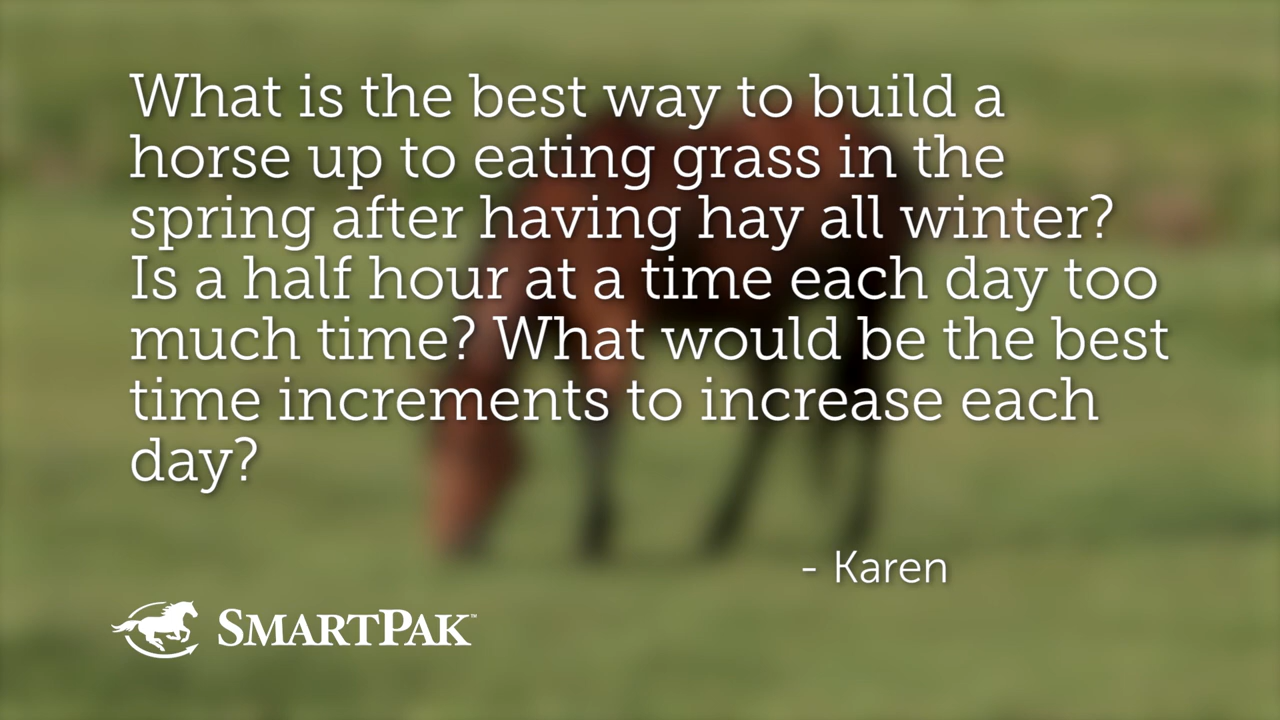 What is the best way to build a
horse up to eating grass in the
spring after having hay all winter?
Is a half hour at a time each day too
much time? What would be the best
time increments to increase each
day?
- Karen
SMARTPAK™